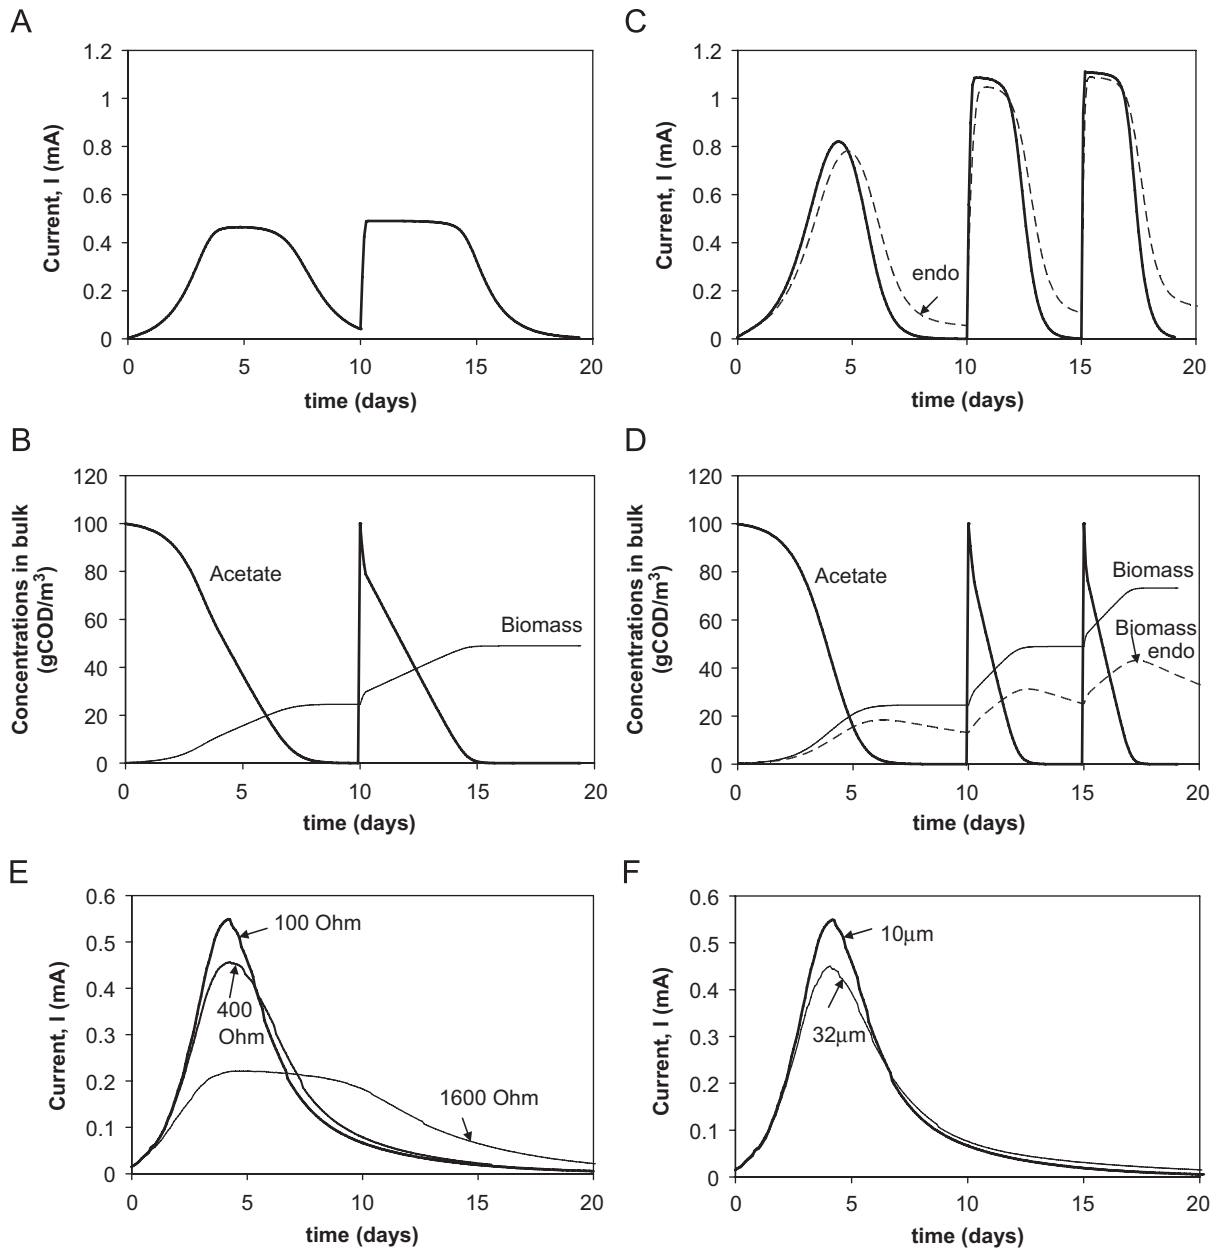 A
1.2
1
0.8
0.6
0.4
0.2
0
Current, I (mA)
0 5 10 15 20
time (days)
C
1.2
1
0.8
0.6
0.4
0.2
0
Current, I (mA)
endo
0 5 10 15 20
time (days)
B
120
100
80
60
40
20
0
Concentrations in bulk
(gCOD/m³)
Acetate
Biomass
0 5 10 15 20
time (days)
D
120
100
80
60
40
20
0
Concentrations in bulk
(gCOD/m³)
Acetate
Biomass
Biomass
endo
0 5 10 15 20
time (days)
E
0.6
0.5
0.4
0.3
0.2
0.1
0
Current, I (mA)
100 Ohm
400
Ohm
1600 Ohm
0 5 10 15 20
time (days)
F
0.6
0.5
0.4
0.3
0.2
0.1
0
Current, I (mA)
10μm
32μm
0 5 10 15 20
time (days)